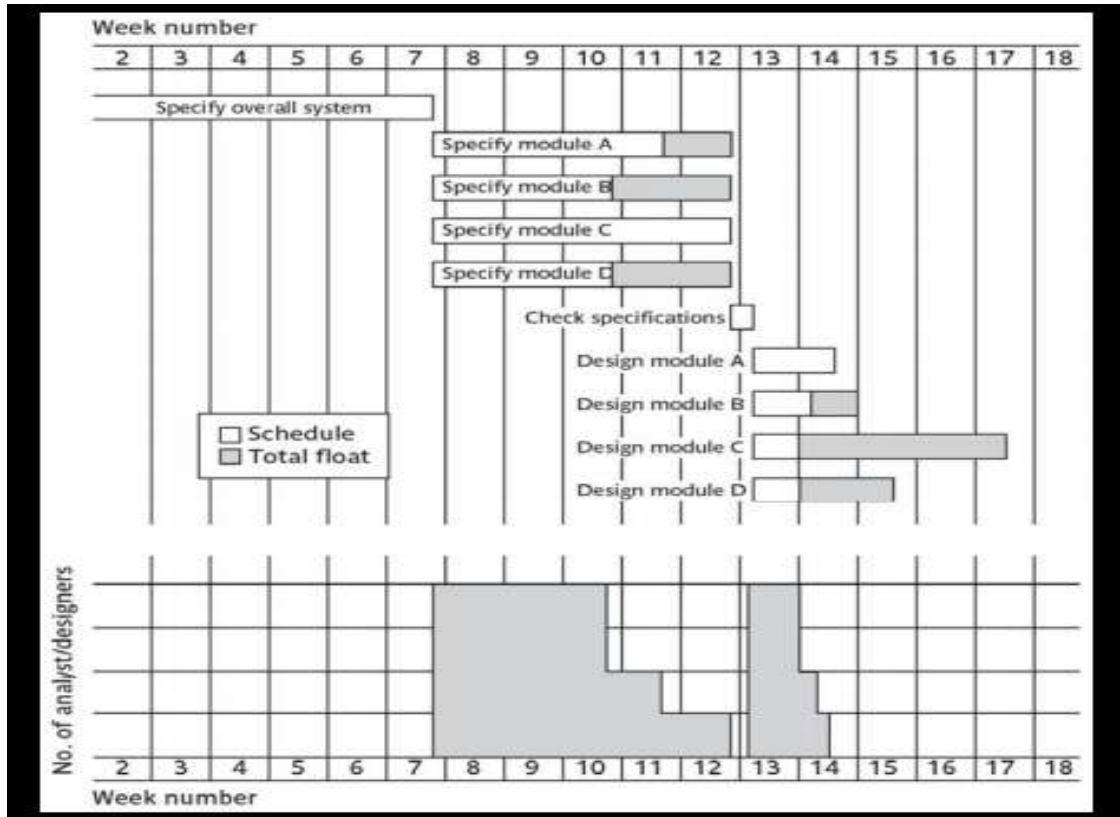 Week number
2 3 4 5 6 7 8 9 10 11 12 13 14 15 16 17 18
Specify overall system
Specify module A
Specify module B
Specify module C
Specify module D
Check specifications
Design module A
Design module B
Schedule
Design module C
Total float
Design module D
No. of analyst/designers
2 3 4 5 6 7 8 9 10 11 12 13 14 15 16 17 18
Week number